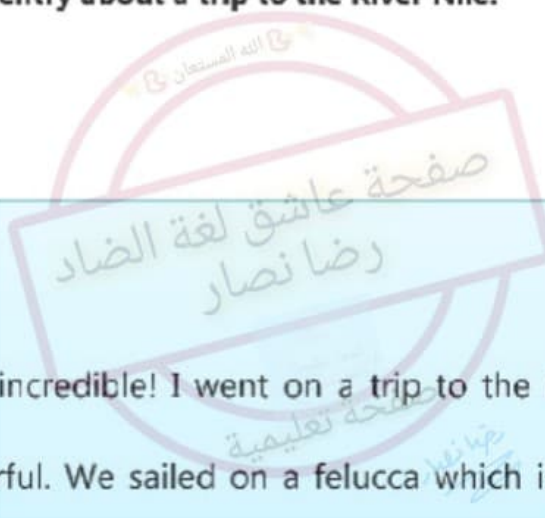 entry about a trip to the River Nile.
الله المستعان
صفحة عاشق لغة الضاد
رضا نصار
incredible! I went on a trip to the
صفحة تعليمية
rful. We sailed on a felucca which i